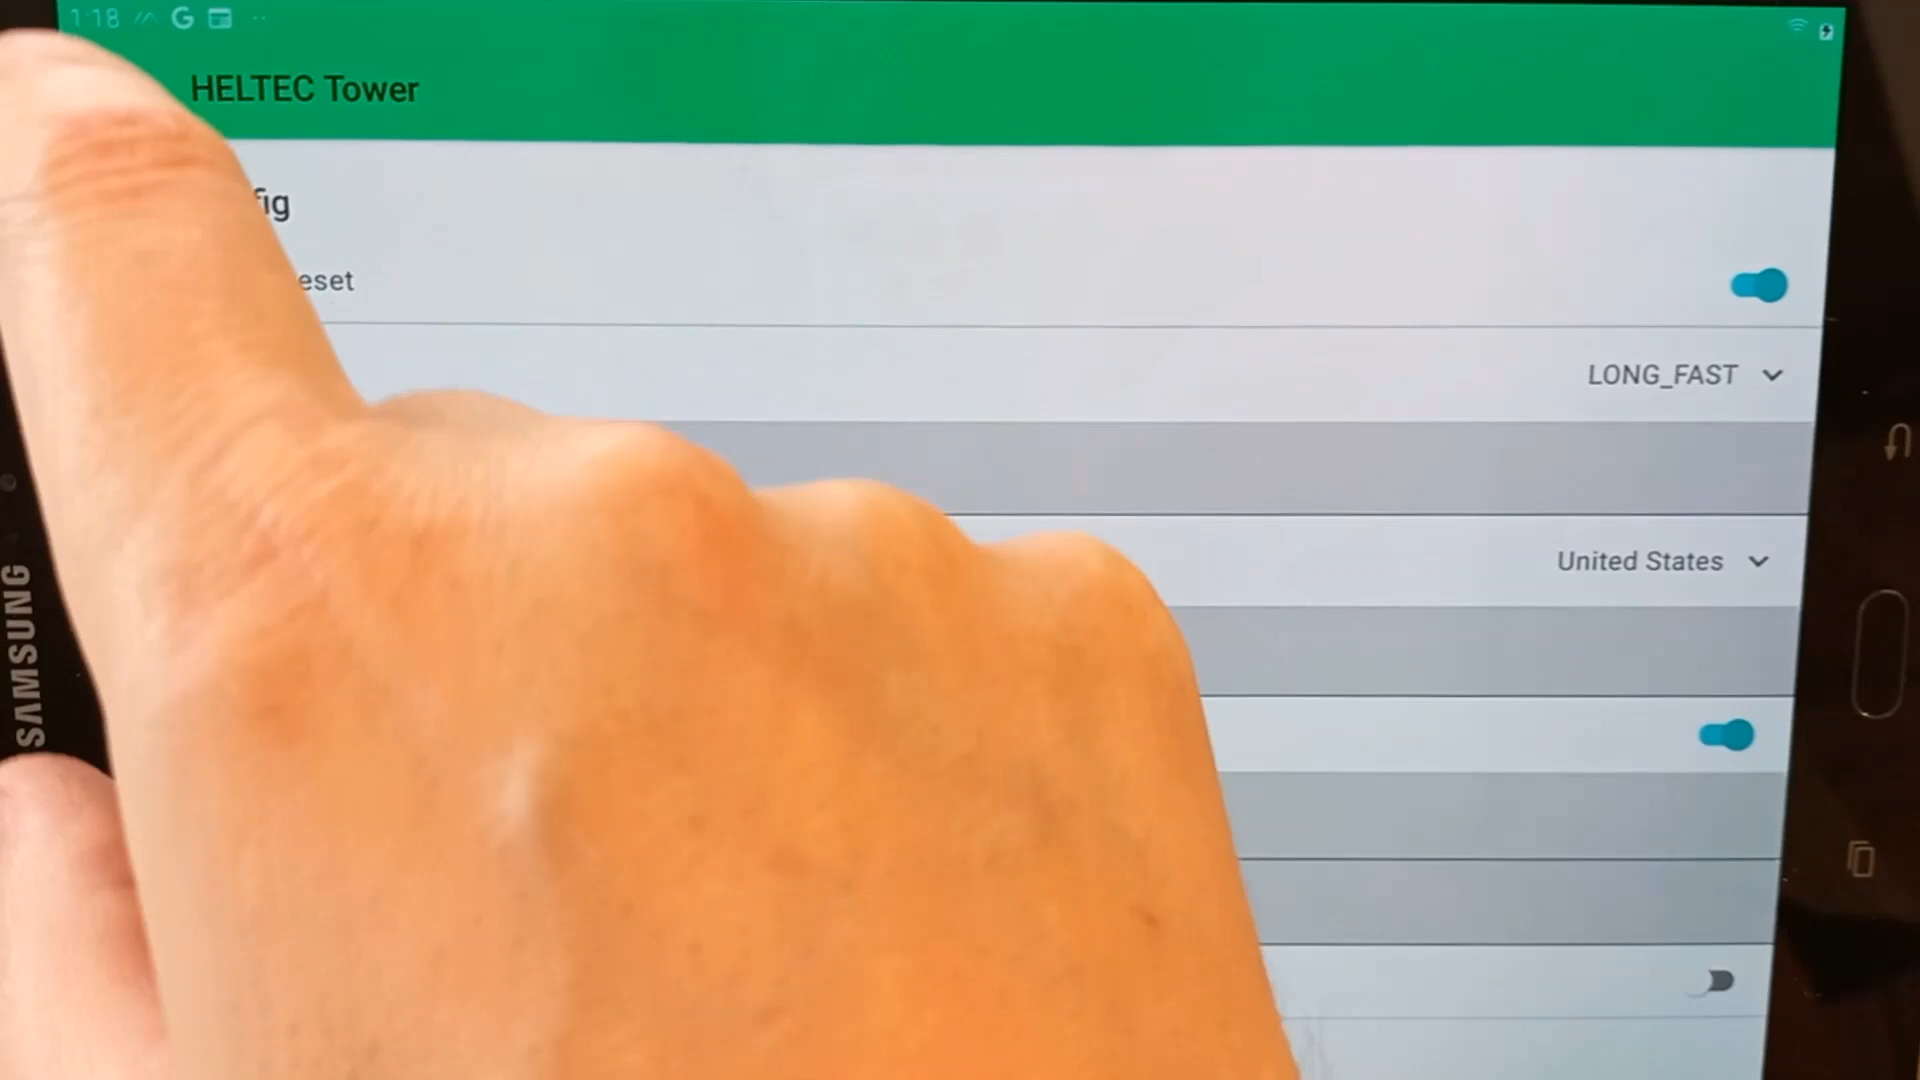 1:18
HELTEC Tower
fig
eset
LONG_FAST
United States
SAMSUNG